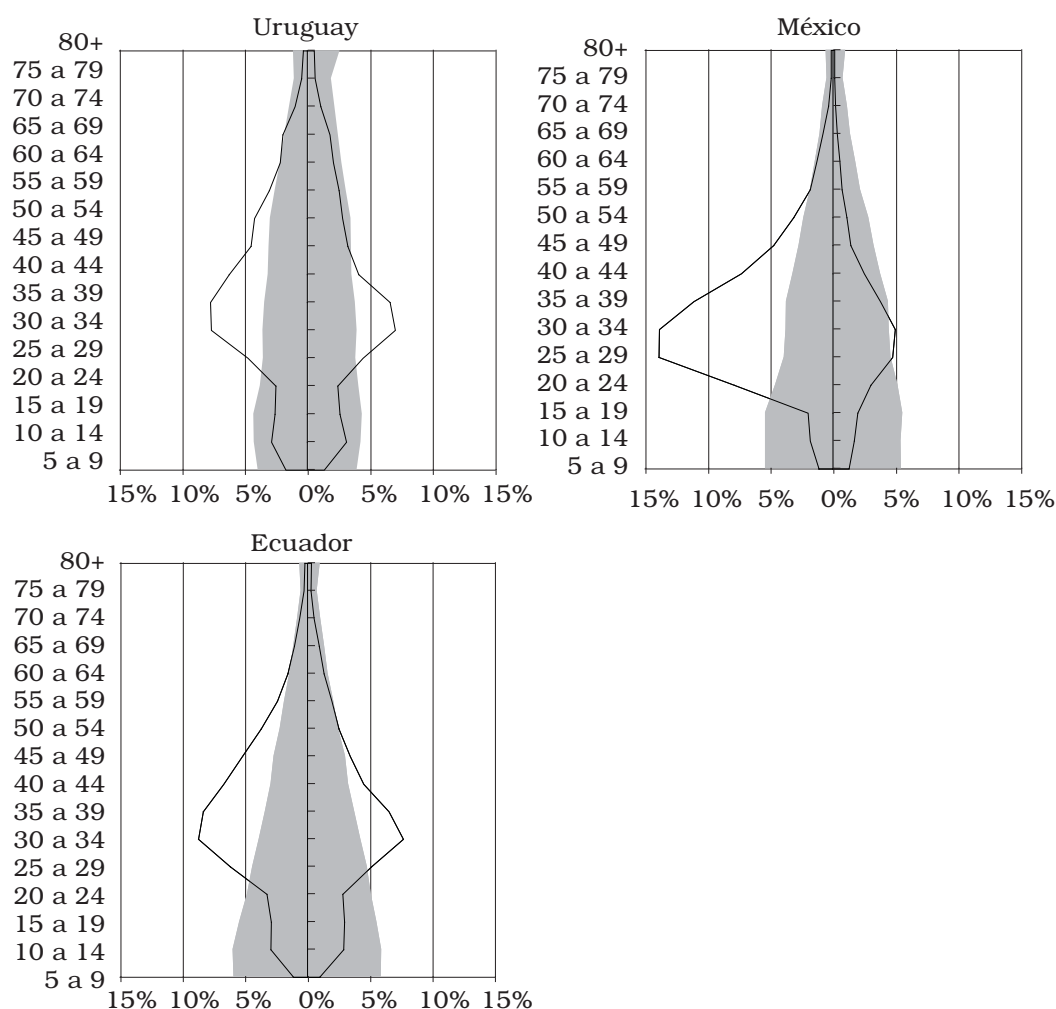 Uruguay
80+
75 a 79
70 a 74
65 a 69
60 a 64
55 a 59
50 a 54
45 a 49
40 a 44
35 a 39
30 a 34
25 a 29
20 a 24
15 a 19
10 a 14
5 a 9
15% 10% 5% 0% 5% 10% 15%
México
80+
75 a 79
70 a 74
65 a 69
60 a 64
55 a 59
50 a 54
45 a 49
40 a 44
35 a 39
30 a 34
25 a 29
20 a 24
15 a 19
10 a 14
5 a 9
15% 10% 5% 0% 5% 10% 15%
Ecuador
80+
75 a 79
70 a 74
65 a 69
60 a 64
55 a 59
50 a 54
45 a 49
40 a 44
35 a 39
30 a 34
25 a 29
20 a 24
15 a 19
10 a 14
5 a 9
15% 10% 5% 0% 5% 10% 15%